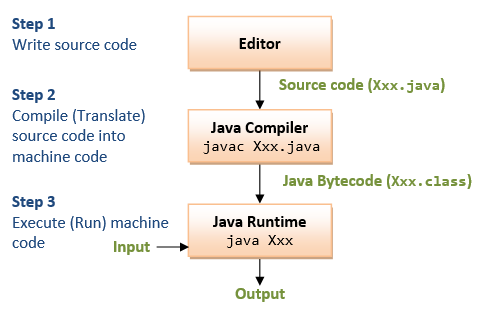 Step 1
Write source code
Editor
Source code (Xxx.java)
Step 2
Compile (Translate)
source code into
machine code
Java Compiler
javac Xxx.java
Java Bytecode (Xxx.class)
Step 3
Execute (Run) machine
code
Java Runtime
java Xxx
Input
Output